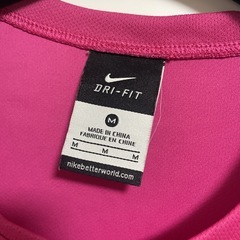 DRI-FIT
M
MADE IN CHINA
FABRIQUÉ EN CHINE
M M M
nikebetterworld.com